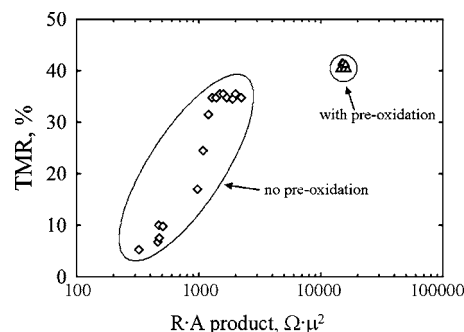 50
40
30
20
10
0
TMR, %
with pre-oxidation
no pre-oxidation
100
1000
10000
100000
R·A product, Ω·μ²